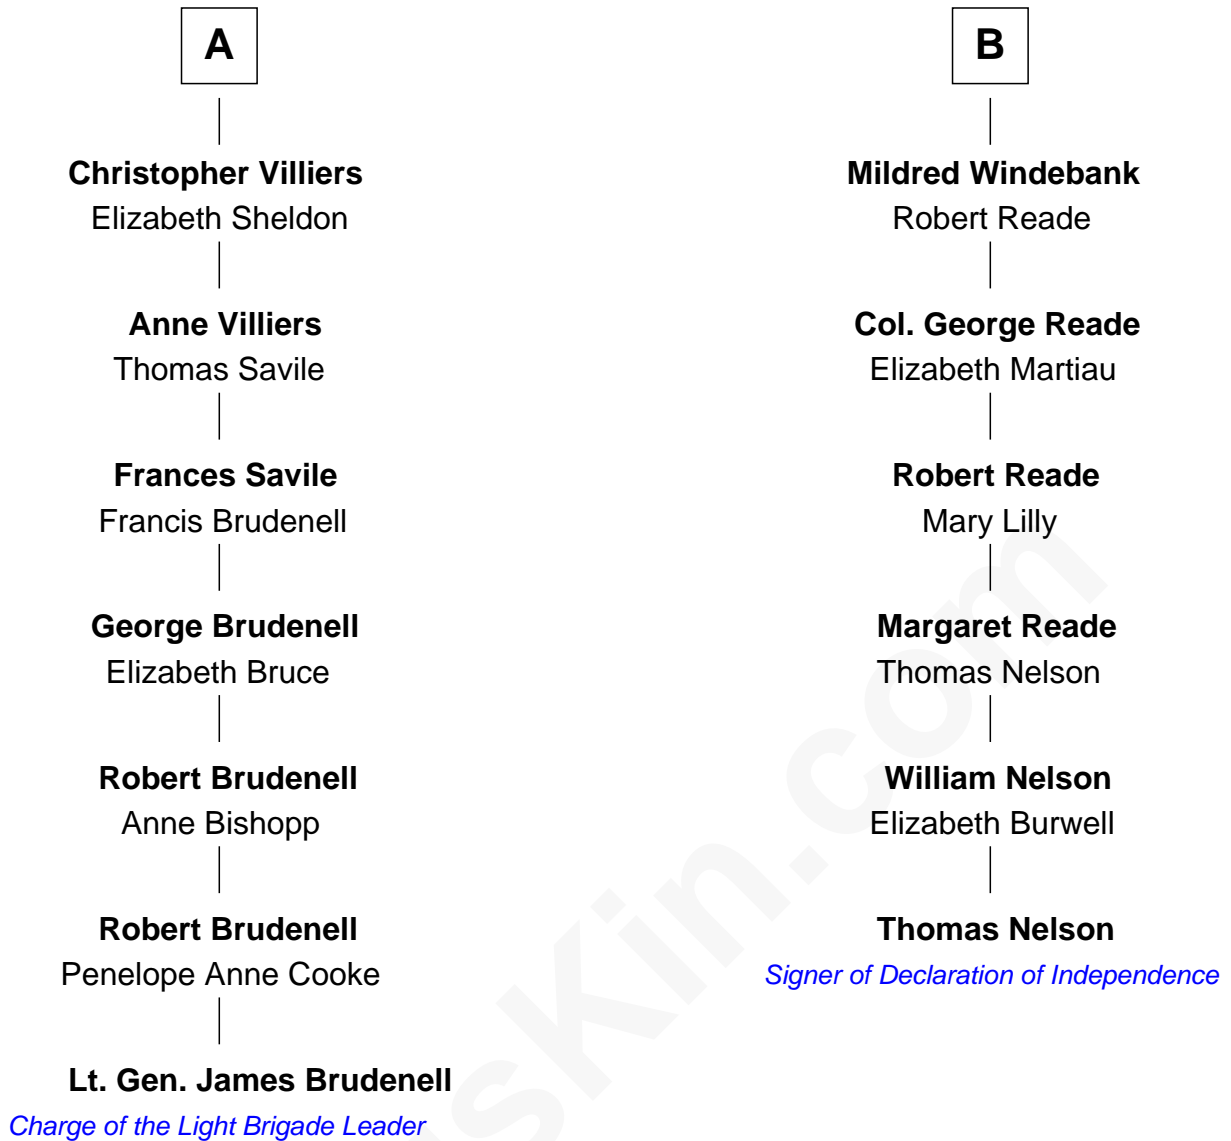 A
Christopher Villiers
Elizabeth Sheldon
Anne Villiers
Thomas Savile
Frances Savile
Francis Brudenell
George Brudenell
Elizabeth Bruce
Robert Brudenell
Anne Bishopp
Robert Brudenell
Penelope Anne Cooke
Lt. Gen. James Brudenell
Charge of the Light Brigade Leader
B
Mildred Windebank
Robert Reade
Col. George Reade
Elizabeth Martiau
Robert Reade
Mary Lilly
Margaret Reade
Thomas Nelson
William Nelson
Elizabeth Burwell
Thomas Nelson
Signer of Declaration of Independence
sKin.com